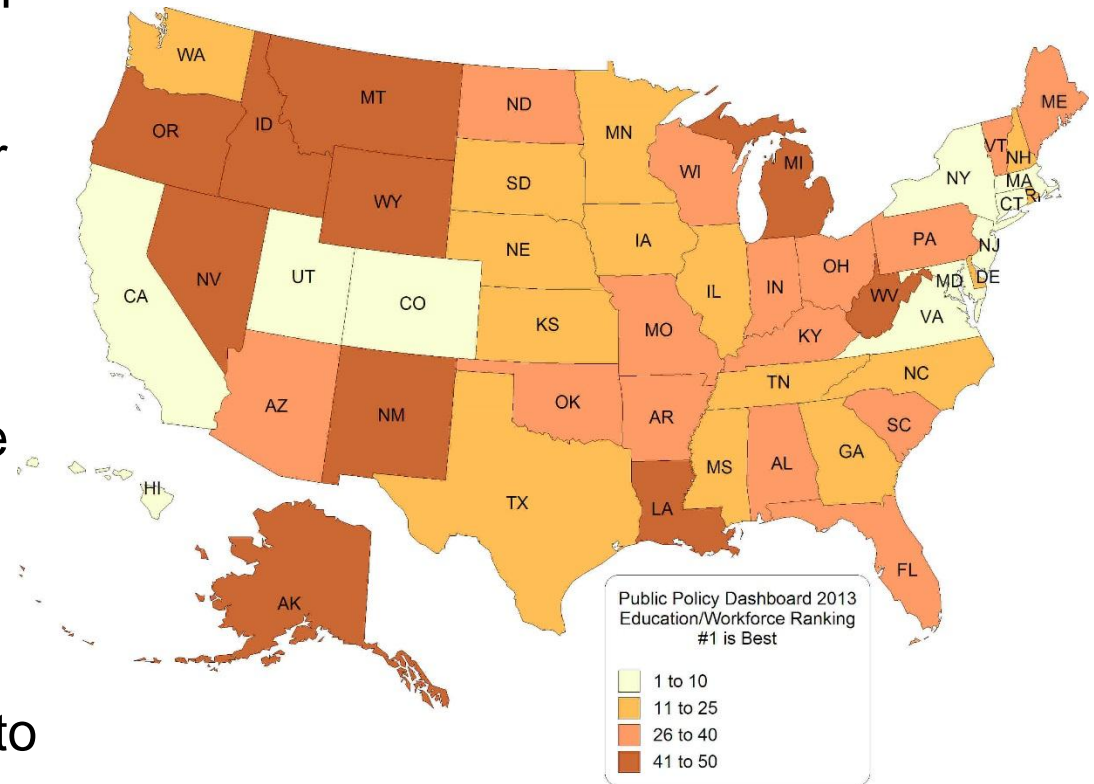 r
e
to
WA
MT
ND
MN
ME
OR
ID
WI
MI
VT
NH
SD
WY
NY
MA
RI
CT
NE
IA
PA
NJ
NV
UT
CO
IL
IN
OH
MD
DE
CA
WV
VA
KS
MO
KY
AZ
NM
OK
AR
TN
NC
SC
MS
AL
GA
HI
TX
LA
FL
AK
Public Policy Dashboard 2013
Education/Workforce Ranking
#1 is Best
1 to 10
11 to 25
26 to 40
41 to 50